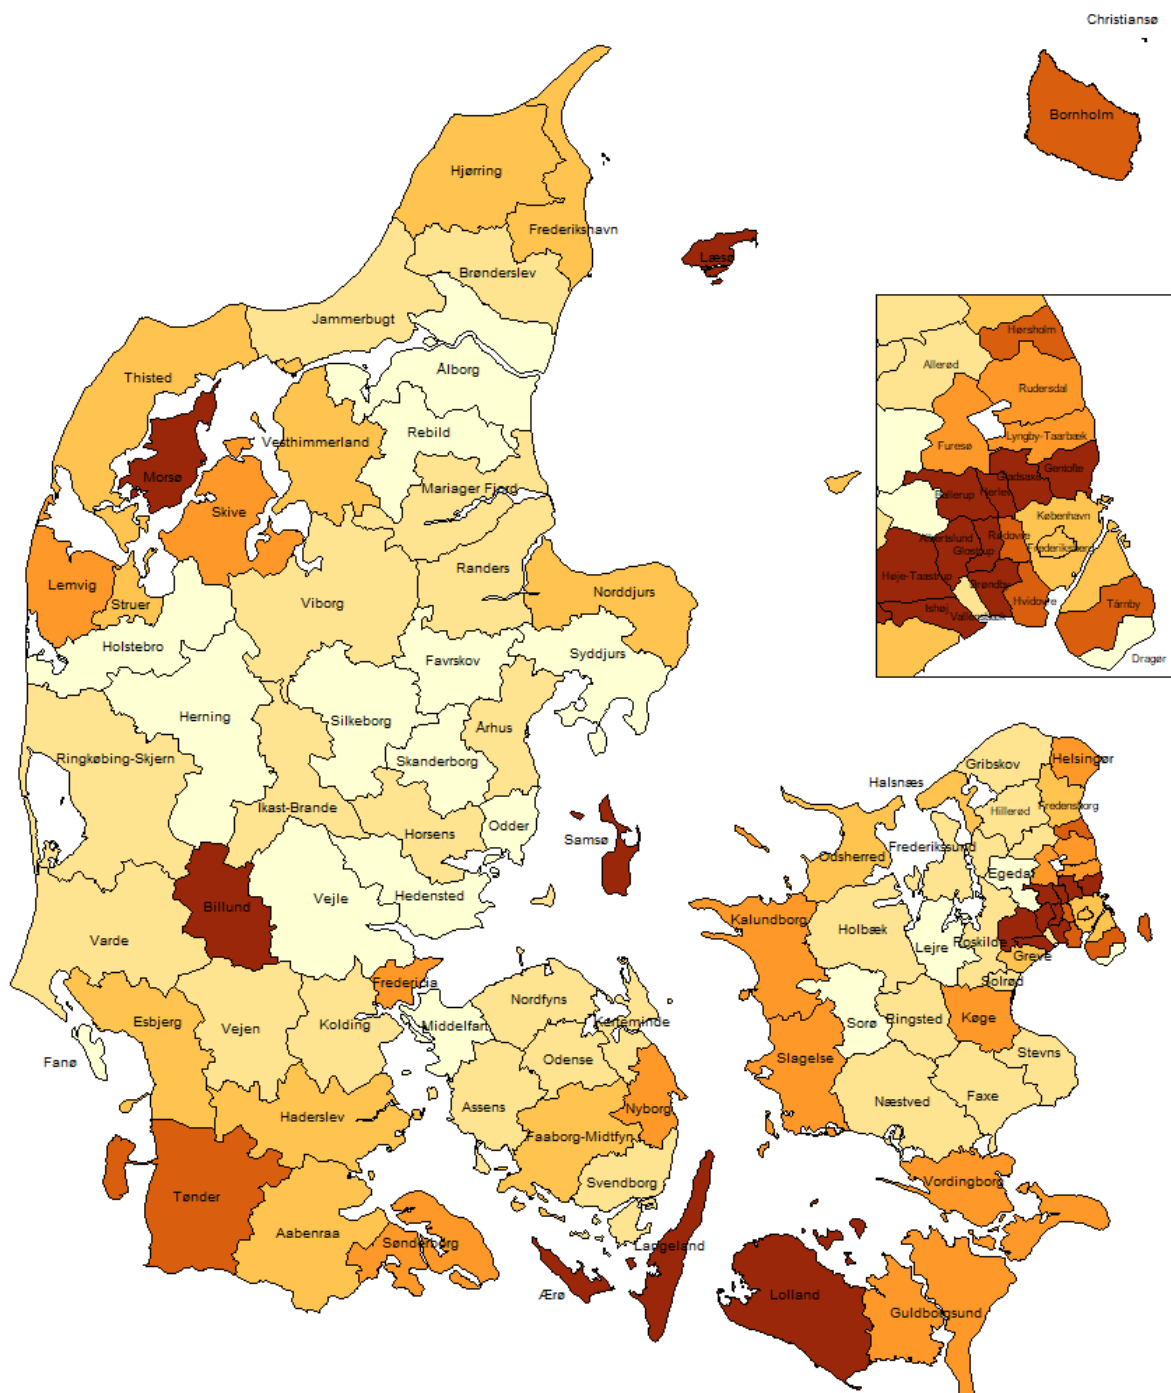 Christiansø
Bornholm
Hjørring
Frederikshavn
Læsø
Brønderslev
Jammerbugt
Hørsholm
Allerød
Ålborg
Thisted
Rudersdal
Rebild
Vesthimmerland
Lyngby-Taarbæk
Furesø
Gentofte
Gladsaxe
Morsø
Mariager Fjord
Ballerup
Herlev
Skive
København
Rødovre
Albertslund
Frederiksberg
Glostrup
Randers
Høje-Taastrup
Lemvig
Brøndby
Norddjurs
Viborg
Struer
Hvidovre
Tårnby
Ishøj
Vallensbæk
Holstebro
Favrskov
Syddjurs
Dragør
Herning
Silkeborg
Århus
Ringkøbing-Skjern
Skanderborg
Gribskov
Helsingør
Halsnæs
Ikast-Brande
Fredensborg
Hillerød
Horsens
Odder
Samsø
Frederikssund
Odsherred
Egedal
Hedensted
Vejle
Billund
Kalundborg
Holbæk
Varde
Roskilde
Lejre
Greve
Fredericia
Solrød
Nordfyns
Esbjerg
Vejen
Kolding
Middelfart
Kerteminde
Sorø
Ringsted
Køge
Stevns
Fanø
Odense
Slagelse
Faxe
Næstved
Assens
Nyborg
Haderslev
Faaborg-Midtfyn
Svendborg
Vordingborg
Tønder
Aabenraa
Sønderborg
Langeland
Ærø
Lolland
Guldborgsund